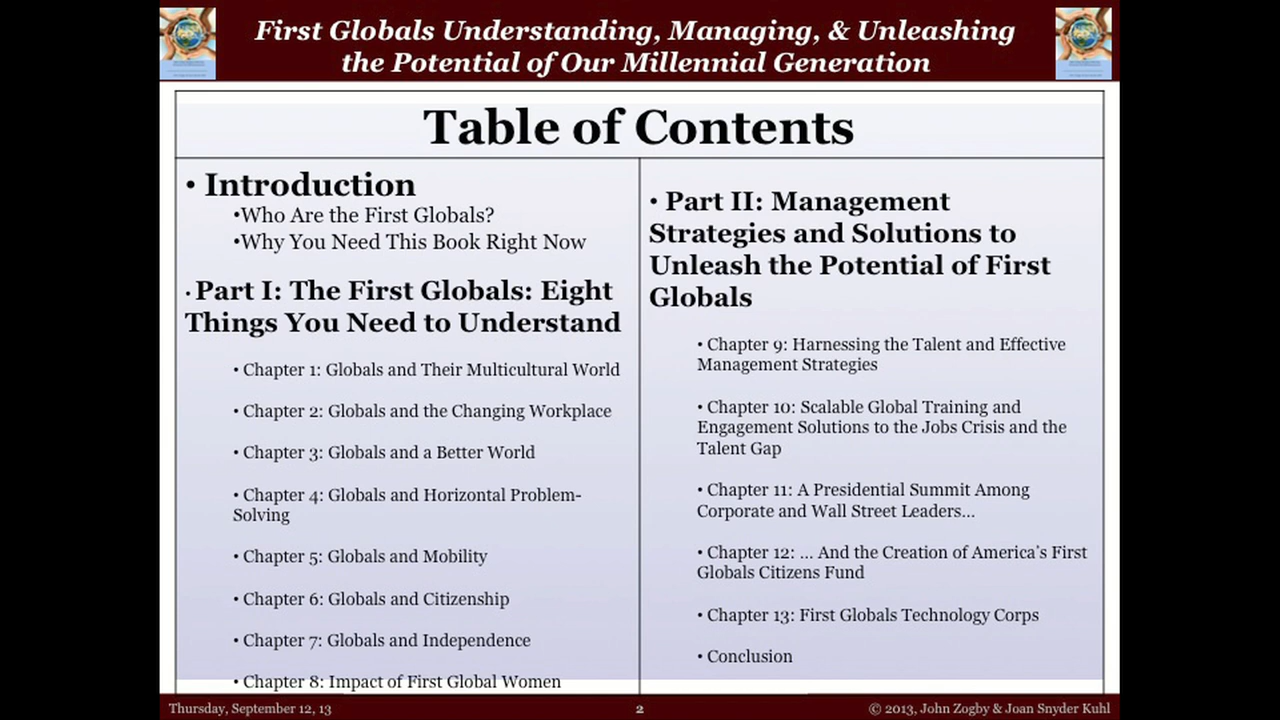 First Globals Understanding, Managing, & Unleashing
the Potential of Our Millennial Generation
Table of Contents
• Introduction
•Who Are the First Globals?
•Why You Need This Book Right Now
• Part I: The First Globals: Eight
Things You Need to Understand
• Chapter 1: Globals and Their Multicultural World
• Chapter 2: Globals and the Changing Workplace
• Chapter 3: Globals and a Better World
• Chapter 4: Globals and Horizontal Problem-
Solving
• Chapter 5: Globals and Mobility
• Chapter 6: Globals and Citizenship
• Chapter 7: Globals and Independence
• Chapter 8: Impact of First Global Women
• Part II: Management
Strategies and Solutions to
Unleash the Potential of First
Globals
• Chapter 9: Harnessing the Talent and Effective
Management Strategies
• Chapter 10: Scalable Global Training and
Engagement Solutions to the Jobs Crisis and the
Talent Gap
• Chapter 11: A Presidential Summit Among
Corporate and Wall Street Leaders...
• Chapter 12: ... And the Creation of America's First
Globals Citizens Fund
• Chapter 13: First Globals Technology Corps
• Conclusion
Thursday, September 12, 13
2
© 2013, John Zogby & Joan Snyder Kuhl